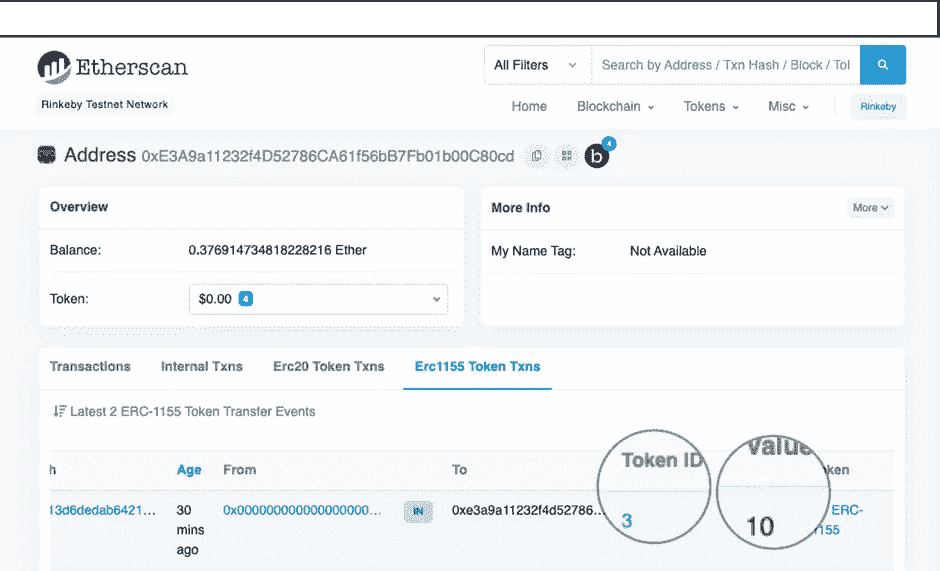 Etherscan
All Filters
Search by Address / Txn Hash / Block / Tol
Rinkeby Testnet Network
Home Blockchain Tokens Misc Rinkeby
Address 0xE3A9a11232f4D52786CA61f56bB7Fb01b00C80cd b 4
Overview
Balance: 0.376914734818228216 Ether
Token: $0.00 4
More Info More
My Name Tag: Not Available
Transactions Internal Txns Erc20 Token Txns Erc1155 Token Txns
Latest 2 ERC-1155 Token Transfer Events
h Age From To Token ID value ken
13d6dedab6421... 30 mins ago 0x000000000000000000... IN 0xe3a9a11232f4d52786... 3 10 ERC-
1155